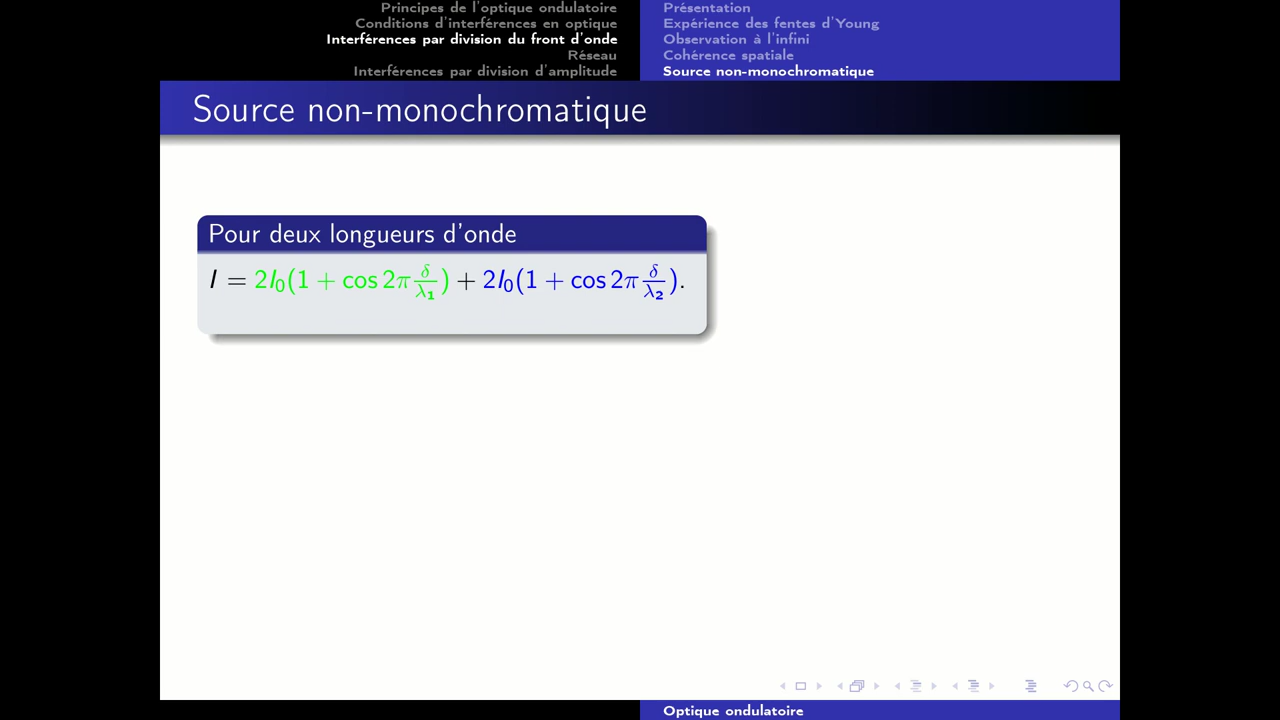 Principes de l'optique ondulatoire
Conditions d'interférences en optique
Interférences par division du front d'onde
Réseau
Interférences par division d'amplitude
Présentation
Expérience des fentes d'Young
Observation à l'infini
Cohérence spatiale
Source non-monochromatique
Source non-monochromatique
Pour deux longueurs d'onde
I = 2I₀(1 + cos 2π δ/λ₁) + 2I₀(1 + cos 2π δ/λ₂).
Optique ondulatoire